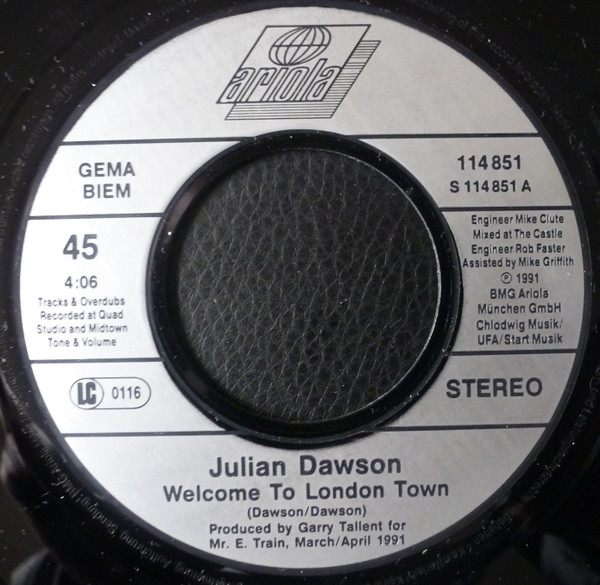 ariola
GEMA
BIEM
114 851
S 114 851 A
45
4:06
Tracks & Overdubs
Recorded at Quad
Studio and Midtown
Tone & Volume
Engineer Mike Clute
Mixed at The Castle
Engineer Rob Faster
Assisted by Mike Griffith
Ⓟ 1991
BMG Ariola
München GmbH
Chlodwig Musik/
UFA/Start Musik
LC 0116
STEREO
Julian Dawson
Welcome To London Town
(Dawson/Dawson)
Produced by Garry Tallent for
Mr. E. Train, March/April 1991